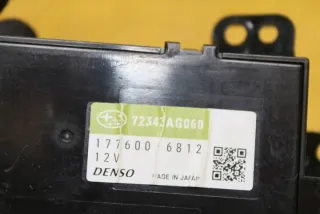 72343AG060
177600-6812
12V
DENSO MADE IN JAPAN